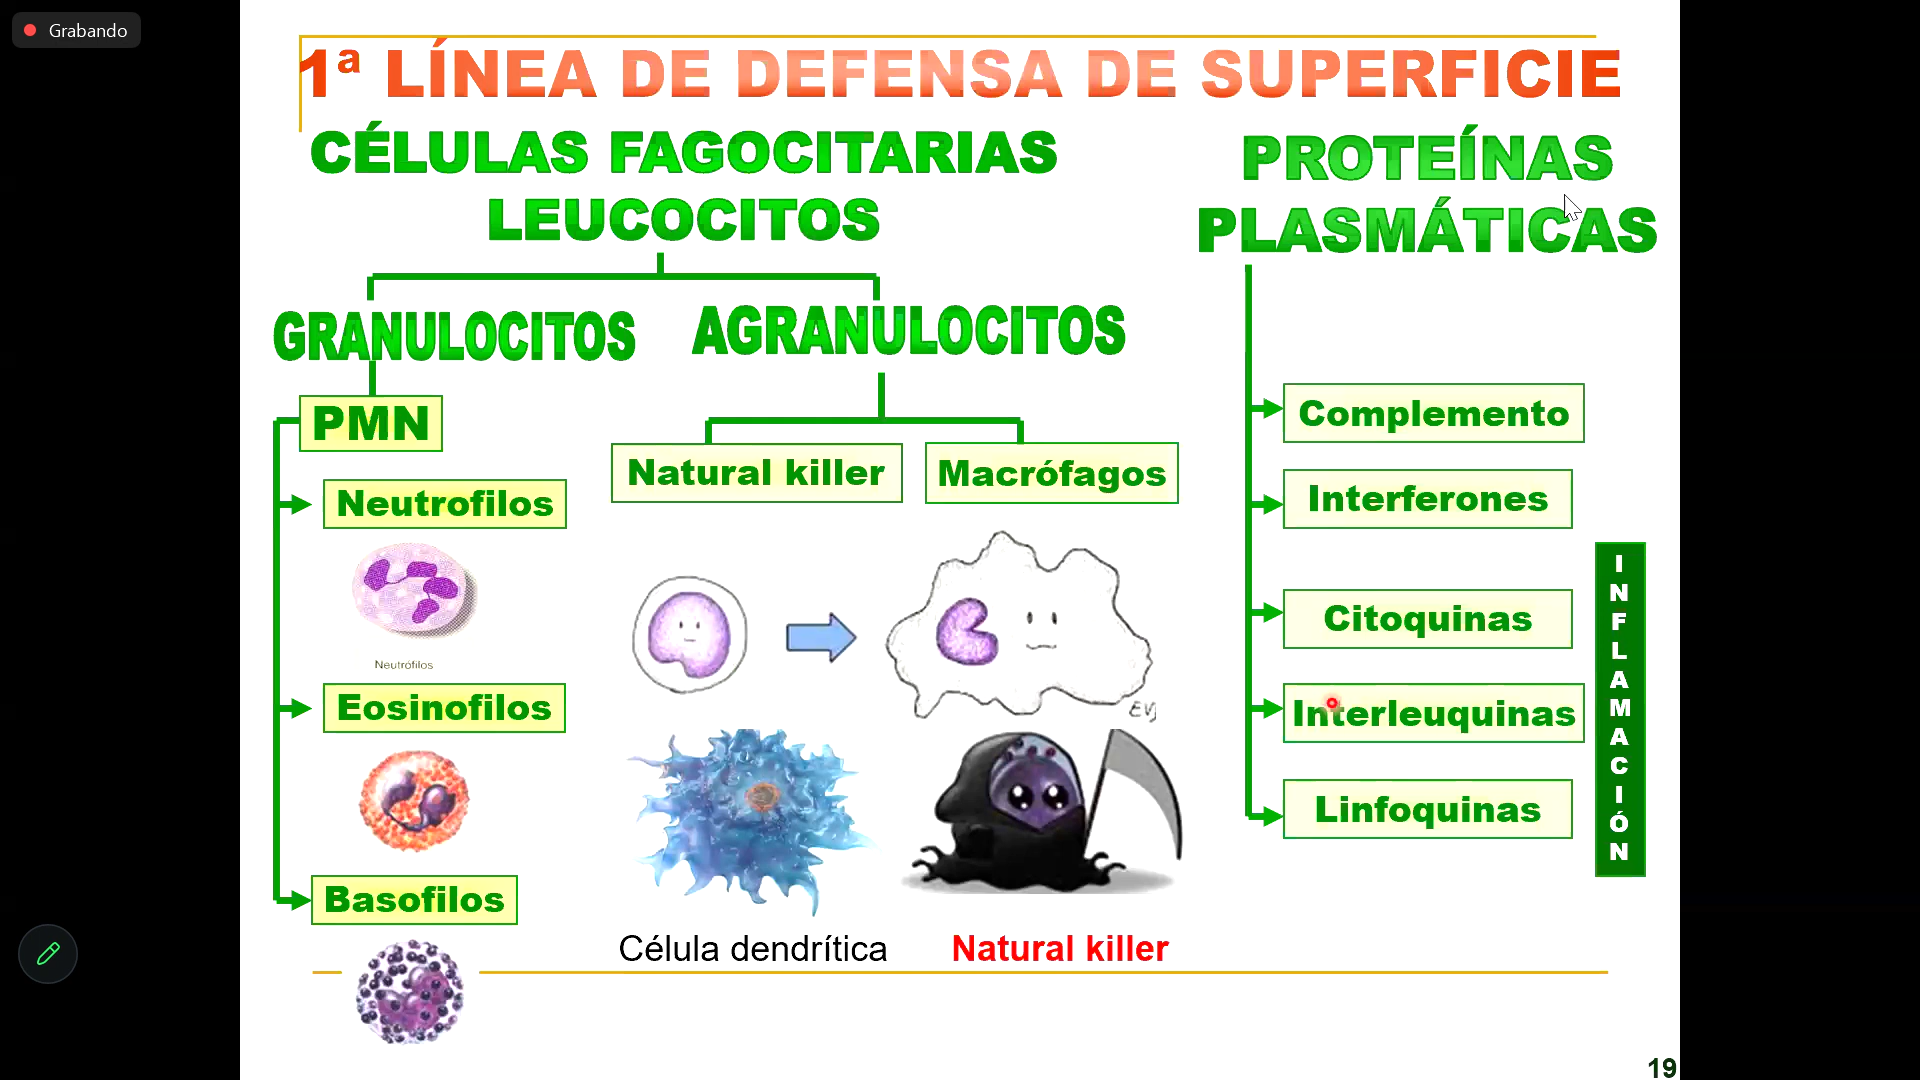 Grabando
1ª LÍNEA DE DEFENSA DE SUPERFICIE
CÉLULAS FAGOCITARIAS
LEUCOCITOS
GRANULOCITOS
AGRANULOCITOS
PMN
Neutrofilos
Neutrófilos
Eosinofilos
Basofilos
Natural killer
Macrófagos
EVJ
Célula dendrítica
Natural killer
PROTEÍNAS
PLASMÁTICAS
Complemento
Interferones
Citoquinas
Interleuquinas
Linfoquinas
INFLAMACIÓN
19